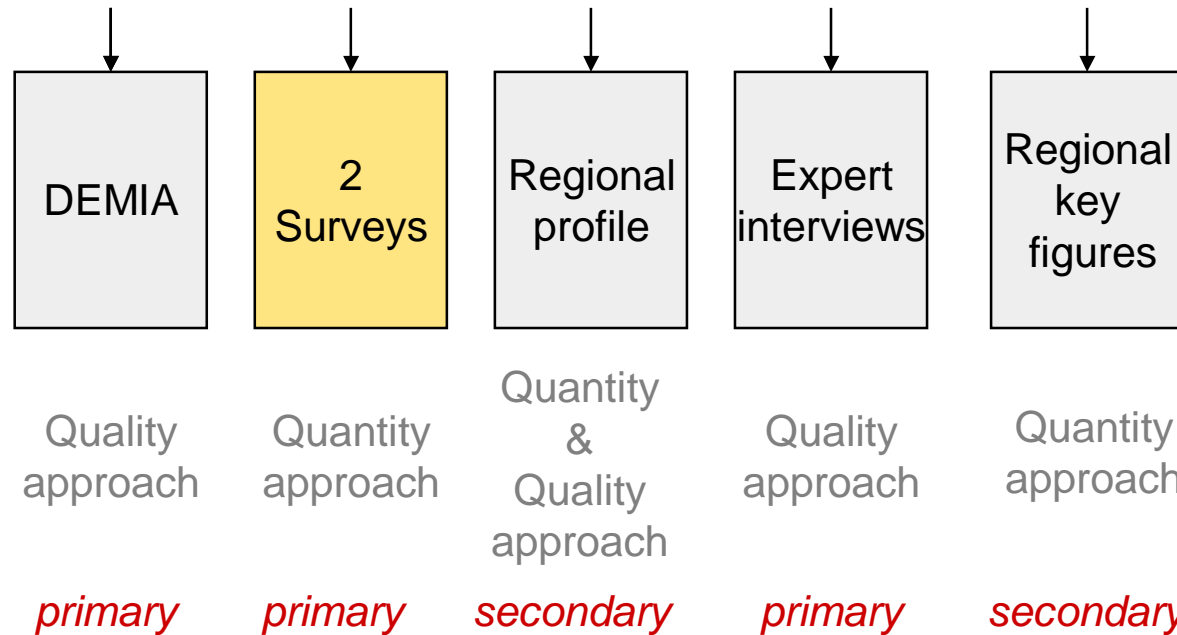 DEMIA
2
Surveys
Regional
profile
Expert
interviews
Regional
key
figures
Quality
approach
Quantity
approach
Quantity
&
Quality
approach
Quality
approach
Quantity
approach
primary
primary
secondary
primary
secondary